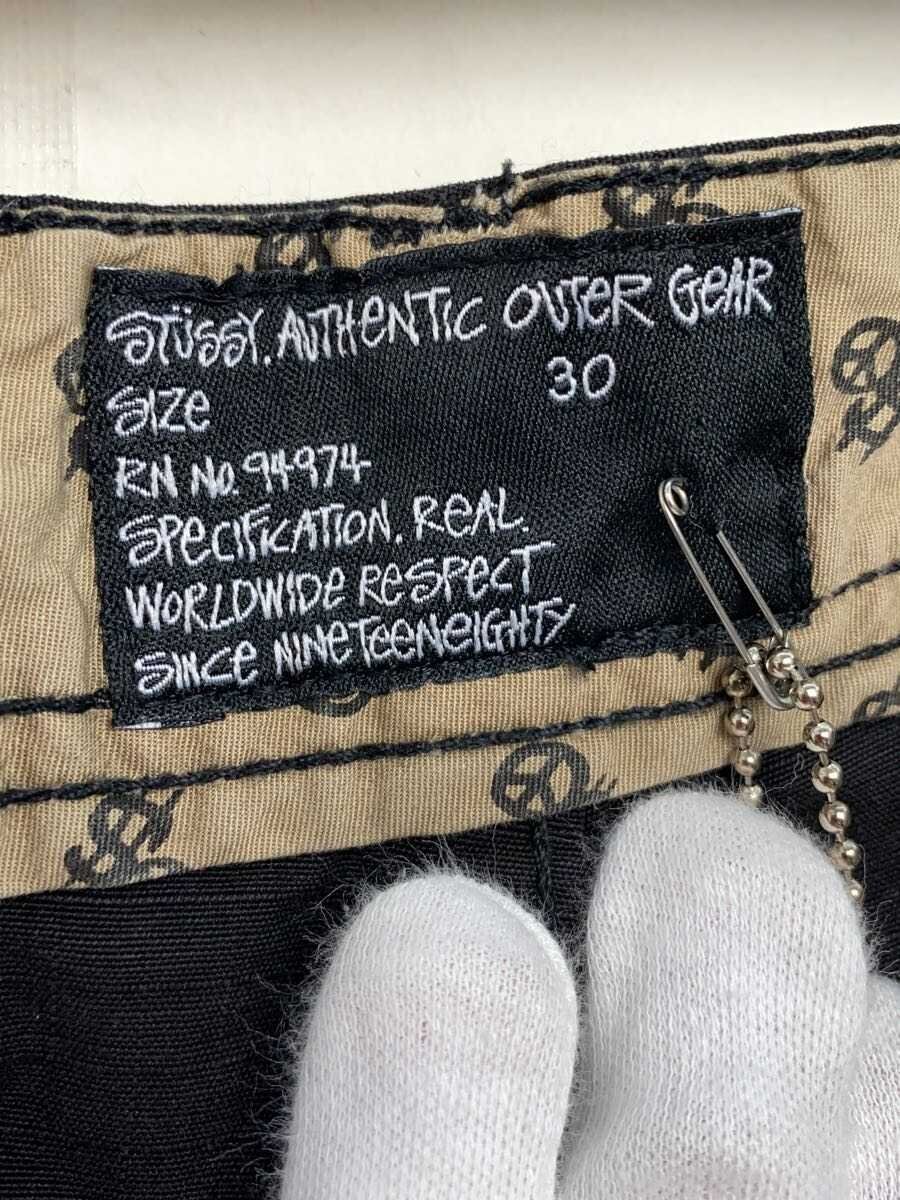 STÜSSY. AUTHENTIC OUTER GEAR
SIZE 30
RN No. 94974
SPECIFICATION. REAL.
WORLDWIDE RESPECT
SINCE NINETEENEIGHTY